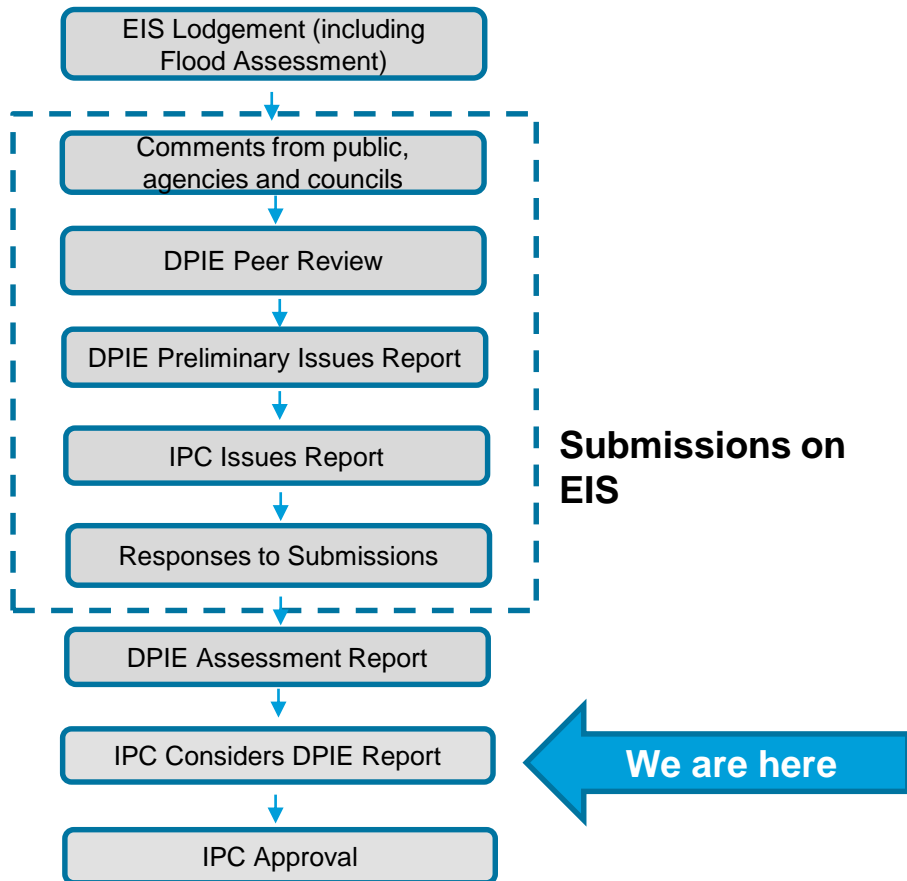 EIS Lodgement (including
Flood Assessment)
Comments from public,
agencies and councils
DPIE Peer Review
DPIE Preliminary Issues Report
IPC Issues Report
Submissions on
EIS
Responses to Submissions
DPIE Assessment Report
IPC Considers DPIE Report
We are here
IPC Approval